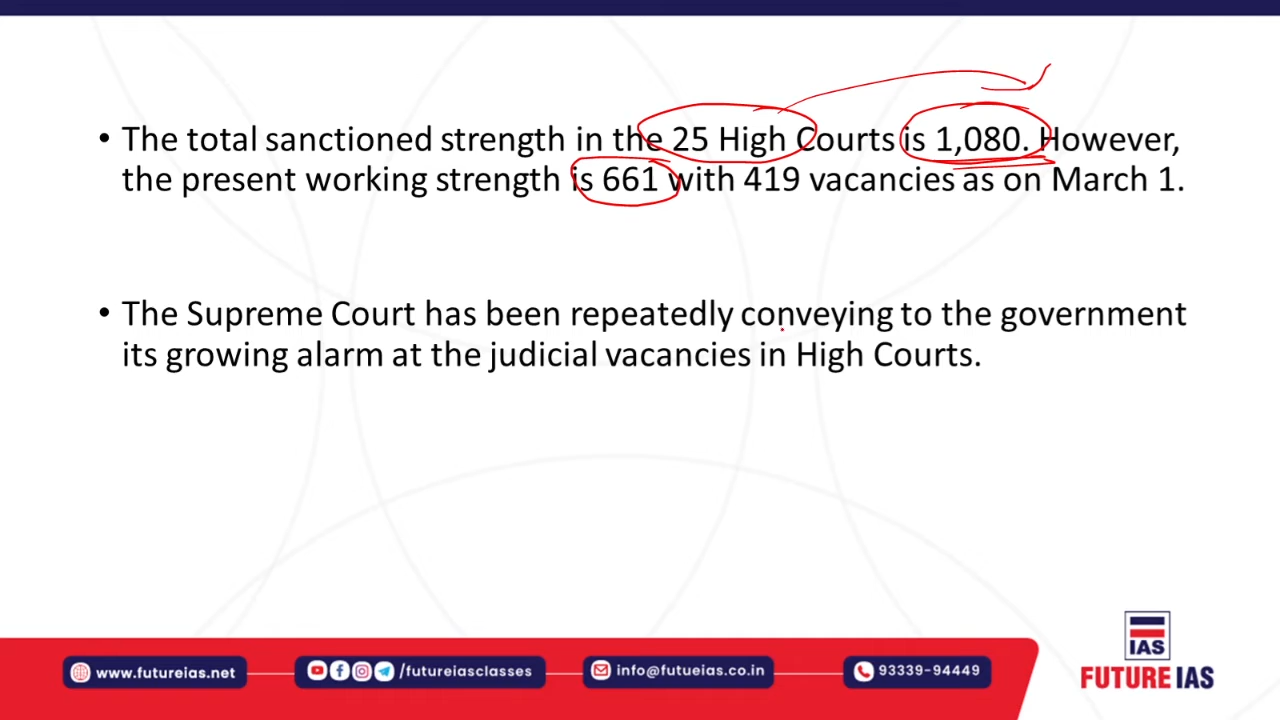 • The total sanctioned strength in the 25 High Courts is 1,080. However,
the present working strength is 661 with 419 vacancies as on March 1.
• The Supreme Court has been repeatedly conveying to the government
its growing alarm at the judicial vacancies in High Courts.
www.futureias.net
/futureiasclasses
info@futueias.co.in
93339-94449
IAS
FUTURE IAS